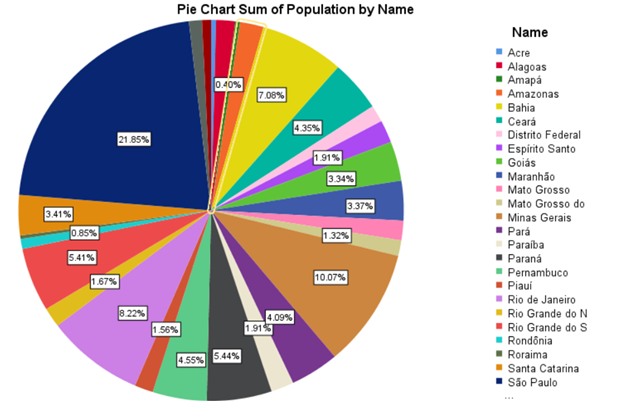 Pie Chart Sum of Population by Name
Name
Acre
Alagoas
Amapá
Amazonas
Bahia
Ceará
Distrito Federal
Espírito Santo
Goiás
Maranhão
Mato Grosso
Mato Grosso do
Minas Gerais
Pará
Paraíba
Paraná
Pernambuco
Piauí
Rio de Janeiro
Rio Grande do N
Rio Grande do S
Rondônia
Roraima
Santa Catarina
São Paulo
...
0.40%
7.08%
4.35%
1.91%
3.34%
3.37%
1.32%
10.07%
4.09%
1.91%
5.44%
4.55%
1.56%
8.22%
1.67%
5.41%
0.85%
3.41%
21.85%